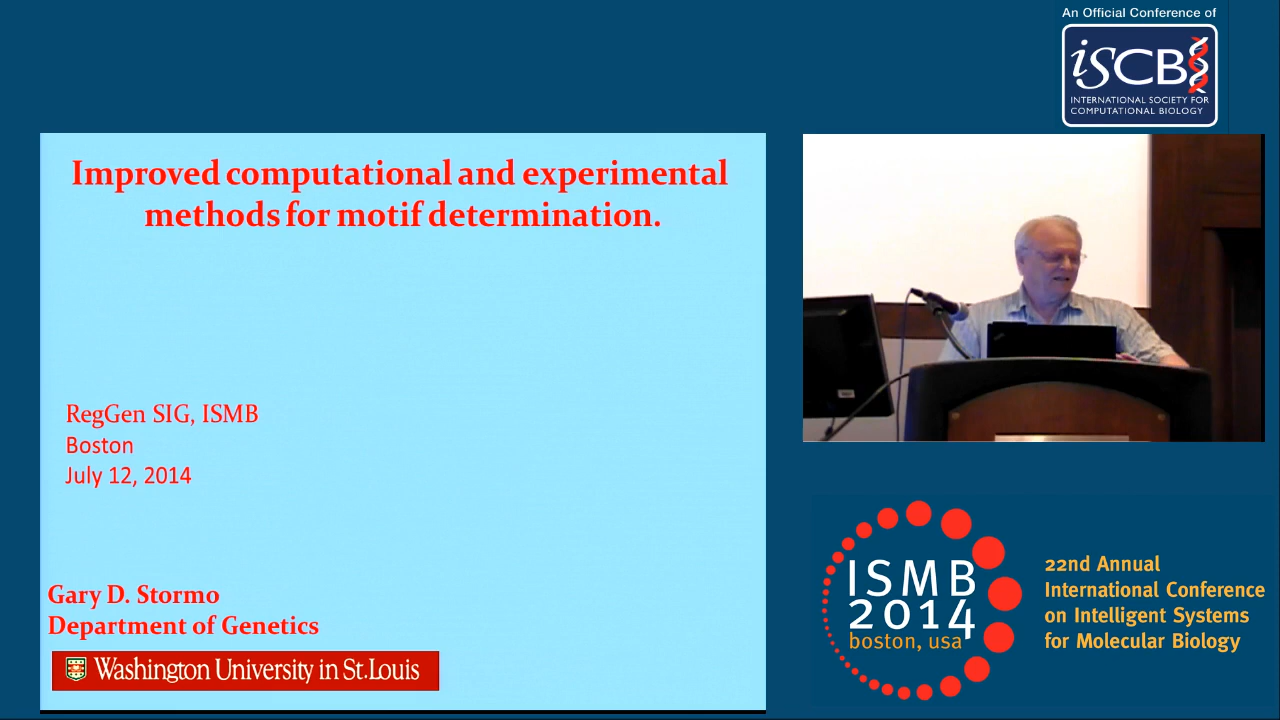 An Official Conference of
iSCB
INTERNATIONAL SOCIETY FOR
COMPUTATIONAL BIOLOGY
Improved computational and experimental
methods for motif determination.
RegGen SIG, ISMB
Boston
July 12, 2014
Gary D. Stormo
Department of Genetics
Washington University in St.Louis
ISMB
2014
boston, usa
22nd Annual
International Conference
on Intelligent Systems
for Molecular Biology